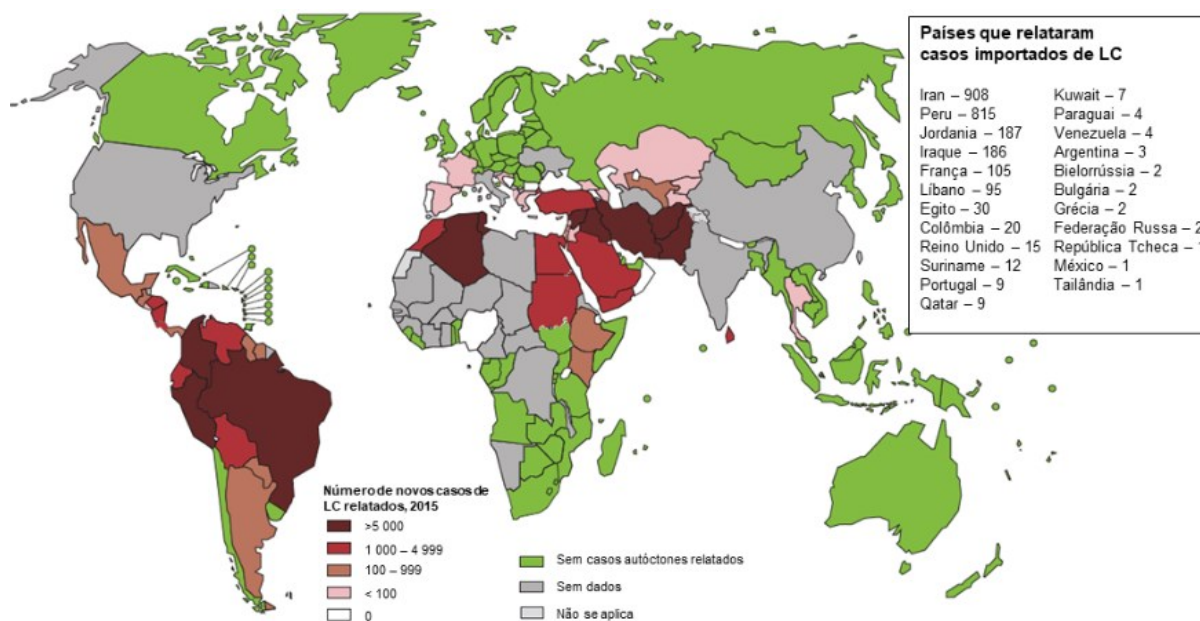 Países que relataram
casos importados de LC
Iran – 908
Peru – 815
Jordania – 187
Iraque – 186
França – 105
Líbano – 95
Egito – 30
Colômbia – 20
Reino Unido – 15
Suriname – 12
Portugal – 9
Qatar – 9
Kuwait – 7
Paraguai – 4
Venezuela – 4
Argentina – 3
Bielorrússia – 2
Bulgária – 2
Grécia – 2
Federação Russa – 2
República Tcheca –
México – 1
Tailândia – 1
Número de novos casos de
LC relatados, 2015
>5 000
1 000 – 4 999
100 – 999
< 100
0
Sem casos autóctones relatados
Sem dados
Não se aplica